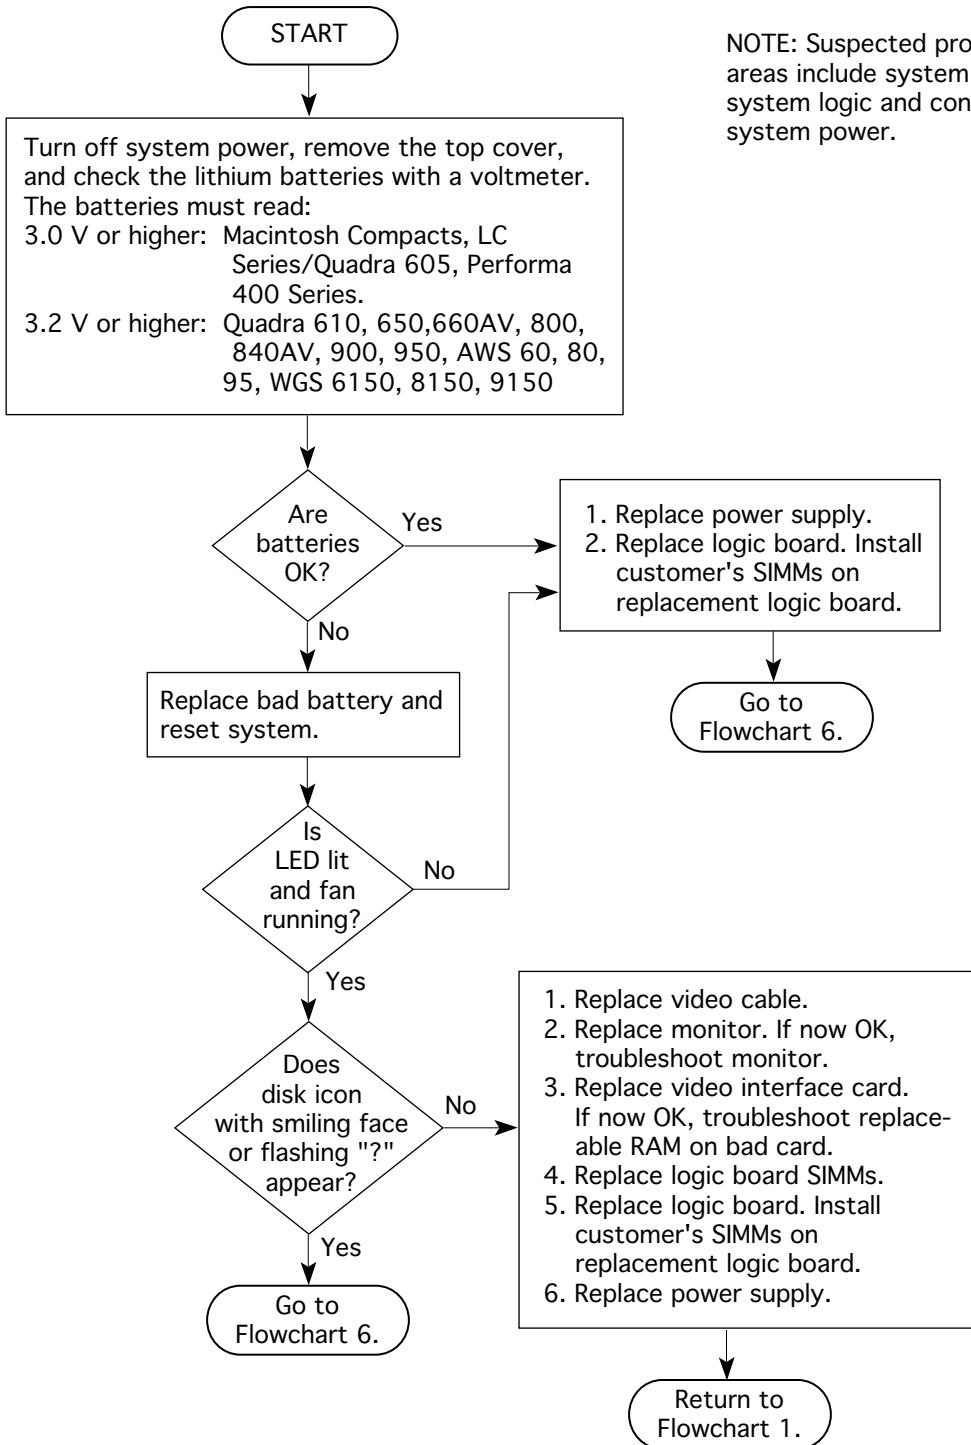 START
NOTE: Suspected pro
areas include system
system logic and con
system power.
Turn off system power, remove the top cover,
and check the lithium batteries with a voltmeter.
The batteries must read:
3.0 V or higher: Macintosh Compacts, LC
Series/Quadra 605, Performa
400 Series.
3.2 V or higher: Quadra 610, 650,660AV, 800,
840AV, 900, 950, AWS 60, 80,
95, WGS 6150, 8150, 9150
Are
batteries
OK?
Yes
1. Replace power supply.
2. Replace logic board. Install
customer's SIMMs on
replacement logic board.
No
Go to
Flowchart 6.
Replace bad battery and
reset system.
Is
LED lit
and fan
running?
No
Yes
Does
disk icon
with smiling face
or flashing "?"
appear?
No
1. Replace video cable.
2. Replace monitor. If now OK,
troubleshoot monitor.
3. Replace video interface card.
If now OK, troubleshoot replace-
able RAM on bad card.
4. Replace logic board SIMMs.
5. Replace logic board. Install
customer's SIMMs on
replacement logic board.
6. Replace power supply.
Yes
Go to
Flowchart 6.
Return to
Flowchart 1.